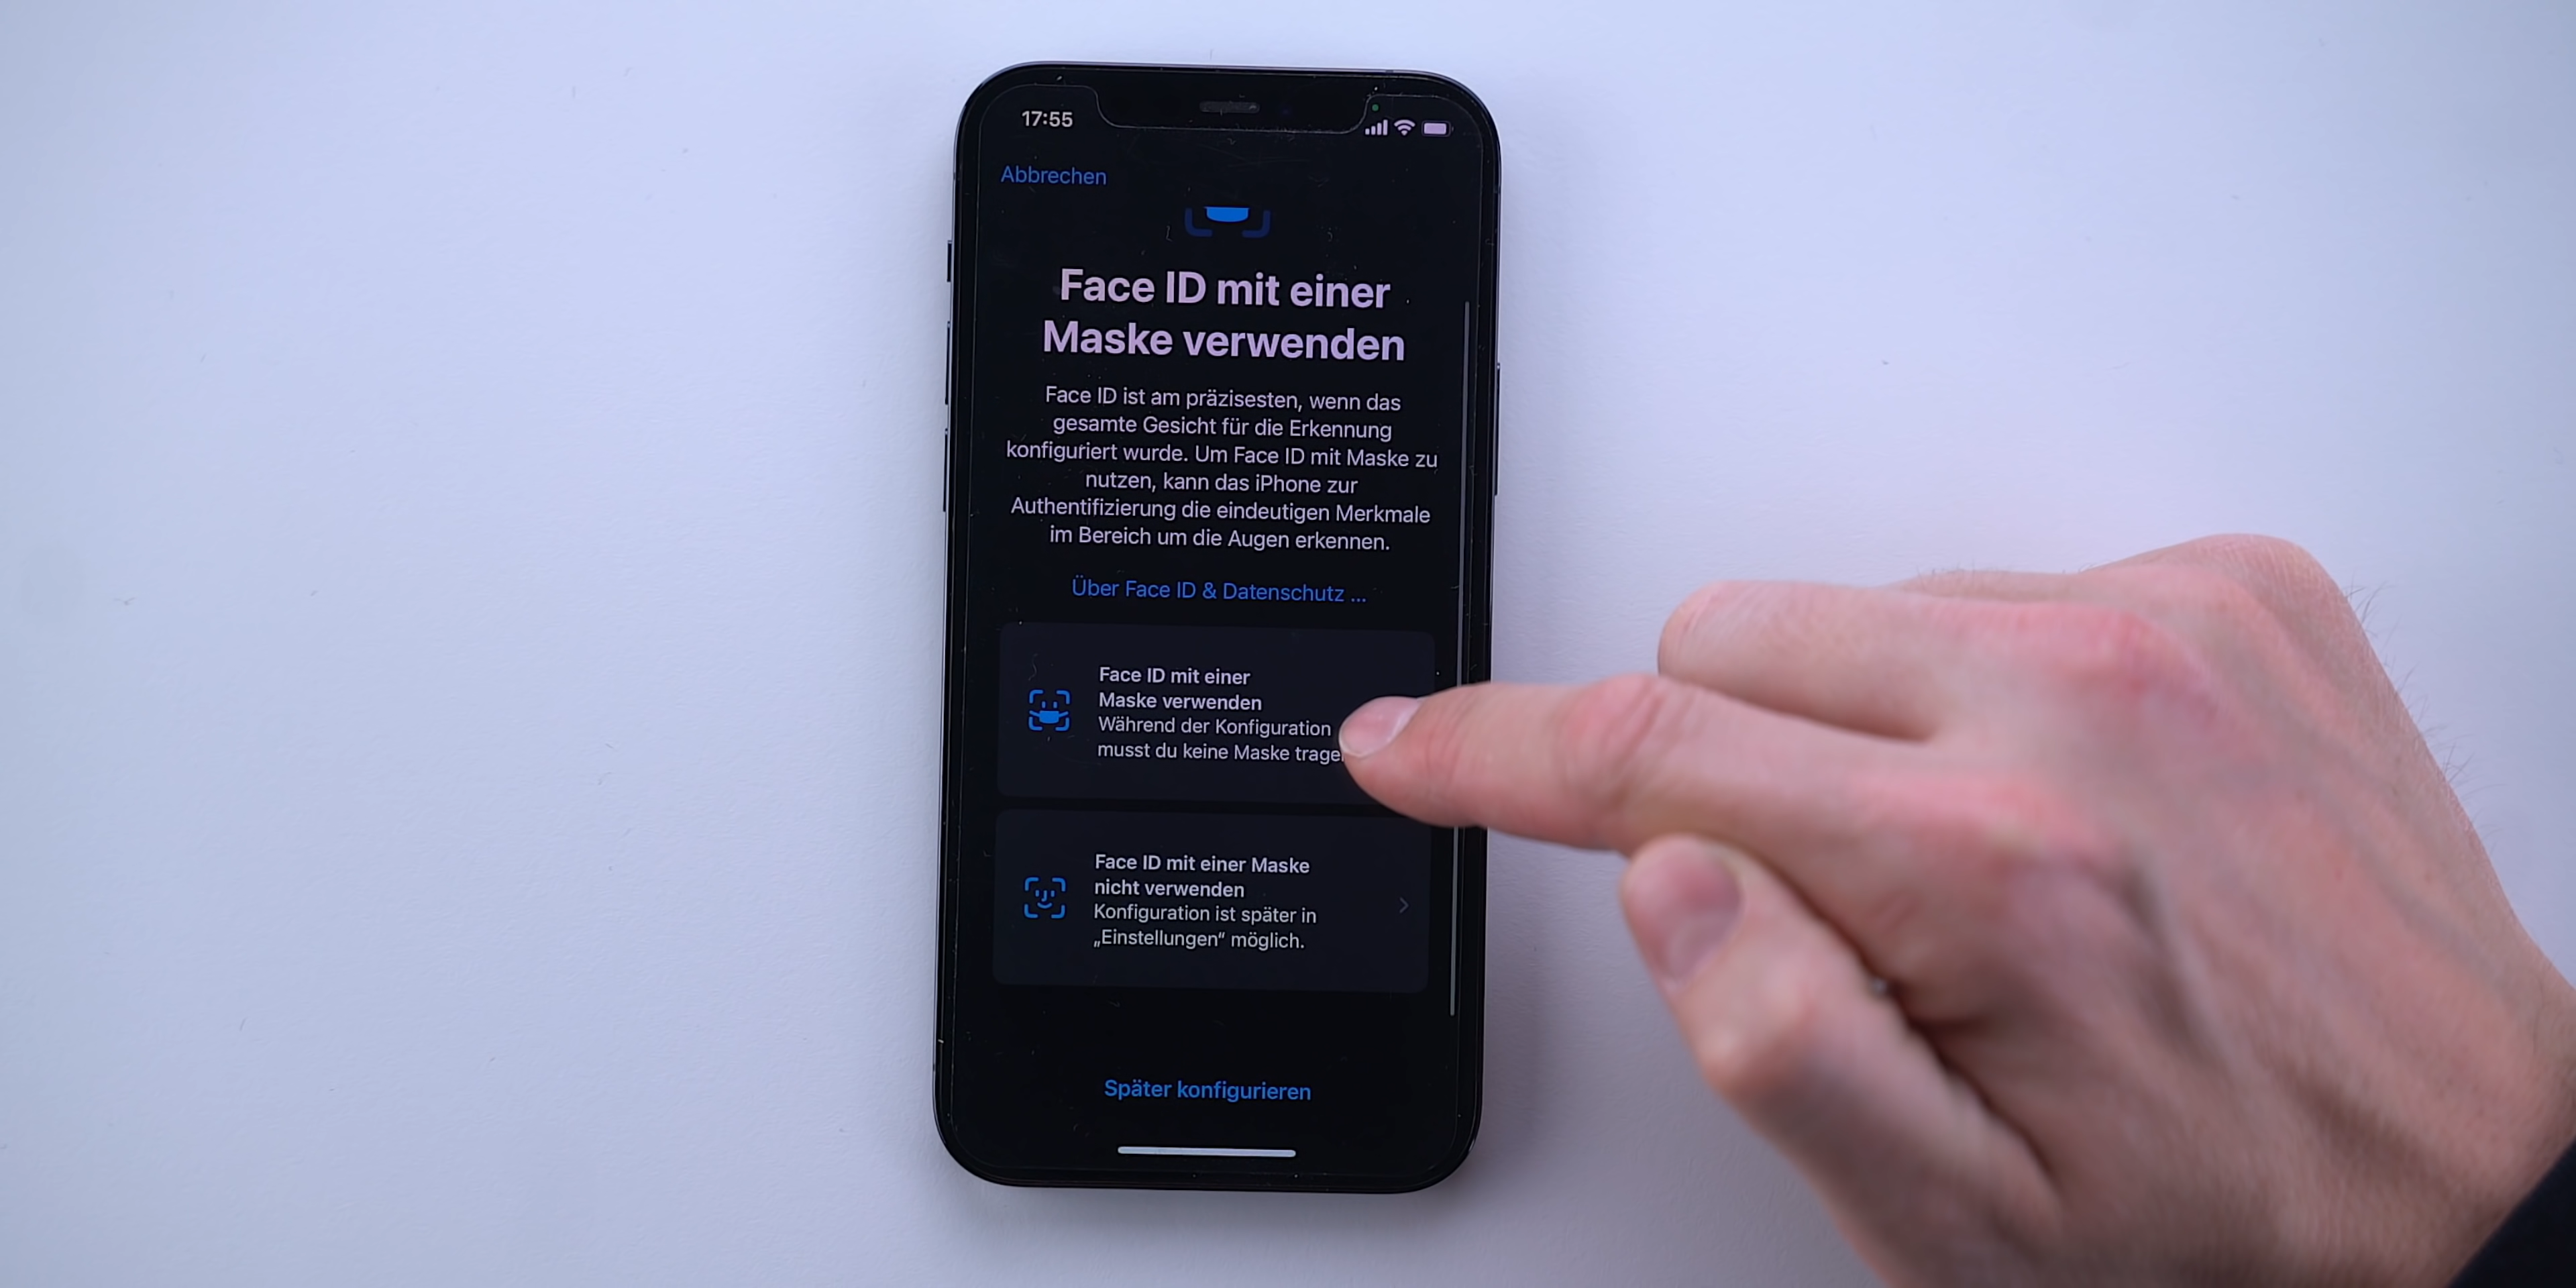 17:55
Abbrechen
Face ID mit einer
Maske verwenden
Face ID ist am präzisesten, wenn das
gesamte Gesicht für die Erkennung
konfiguriert wurde. Um Face ID mit Maske zu
nutzen, kann das iPhone zur
Authentifizierung die eindeutigen Merkmale
im Bereich um die Augen erkennen.
Über Face ID & Datenschutz ...
Face ID mit einer
Maske verwenden
Während der Konfiguration
musst du keine Maske
Face ID mit einer Maske
nicht verwenden
Konfiguration ist später in
„Einstellungen“ möglich.
Später konfigurieren